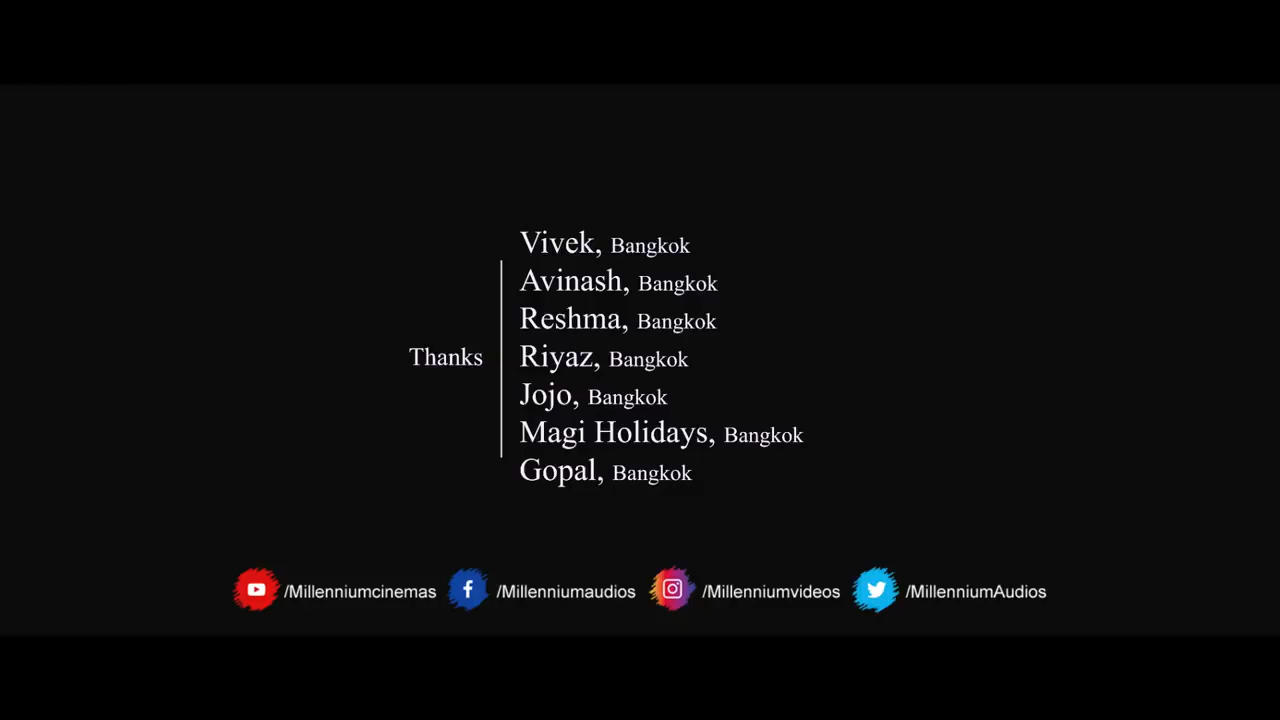 Vivek, Bangkok
Avinash, Bangkok
Reshma, Bangkok
Thanks
Riyaz, Bangkok
Jojo, Bangkok
Magi Holidays, Bangkok
Gopal, Bangkok
/Millenniumcinemas /Millenniumaudios /Millenniumvideos /MillenniumAudios